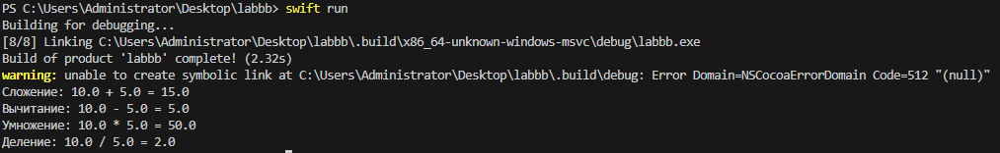 PS C:\Users\Administrator\Desktop\labbb> swift run
Building for debugging...
[8/8] Linking C:\Users\Administrator\Desktop\labbb\.build\x86_64-unknown-windows-msvc\debug\labbb.exe
Build of product 'labbb' complete! (2.32s)
warning: unable to create symbolic link at C:\Users\Administrator\Desktop\labbb\.build\debug: Error Domain=NSCocoaErrorDomain Code=512 "(null)"
Сложение: 10.0 + 5.0 = 15.0
Вычитание: 10.0 - 5.0 = 5.0
Умножение: 10.0 * 5.0 = 50.0
Деление: 10.0 / 5.0 = 2.0